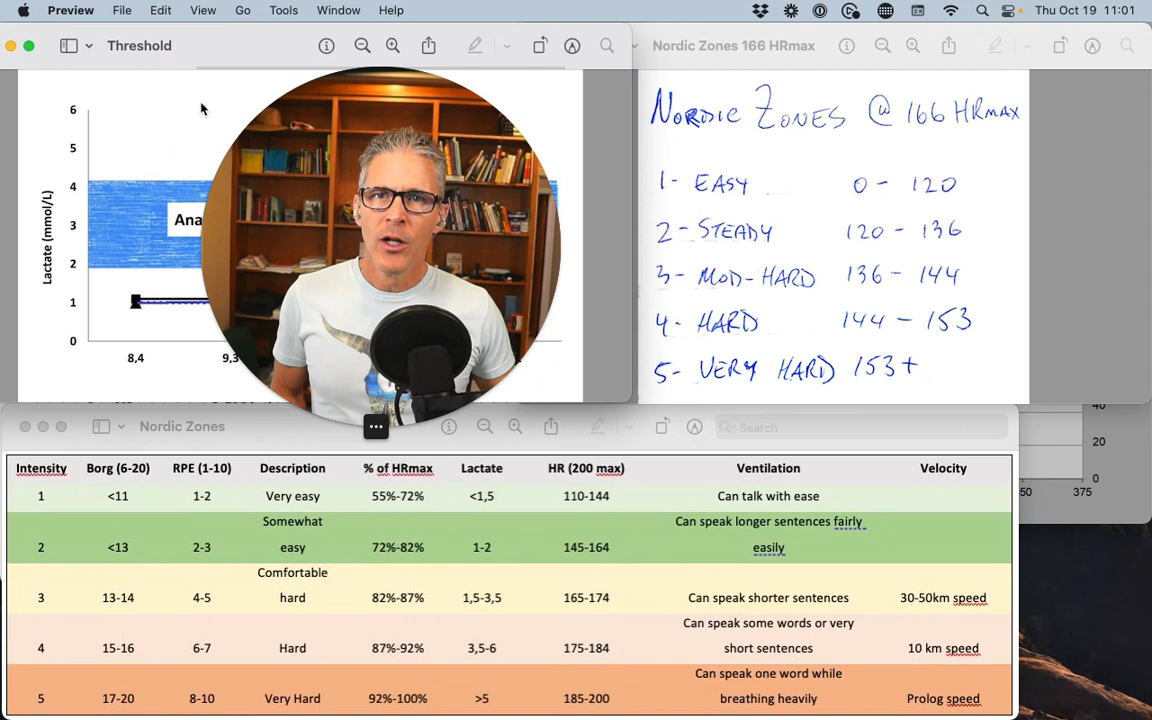 Preview File Edit View Go Tools Window Help Thu Oct 19 11:01
Threshold
Nordic Zones 166 HRmax
6
5
4
3
2
1
0
Lactate (mmol/L)
Ana
8,4 9,3
NORDIC ZONES @ 166 HRMAX
1- EASY 0 - 120
2 - STEADY 120 - 136
3- MOD-HARD 136 - 144
4- HARD 144 - 153
5- VERY HARD 153+
Nordic Zones
Search
Intensity Borg (6-20) RPE (1-10) Description % of HRmax Lactate HR (200 max) Ventilation Velocity
1 <11 1-2 Very easy 55%-72% <1,5 110-144 Can talk with ease
2 <13 2-3 Somewhat easy 72%-82% 1-2 145-164 Can speak longer sentences fairly easily
3 13-14 4-5 Comfortable hard 82%-87% 1,5-3,5 165-174 Can speak shorter sentences 30-50km speed
4 15-16 6-7 Hard 87%-92% 3,5-6 175-184 Can speak some words or very short sentences 10 km speed
5 17-20 8-10 Very Hard 92%-100% >5 185-200 Can speak one word while breathing heavily Prolog speed
40
20
0
50 375